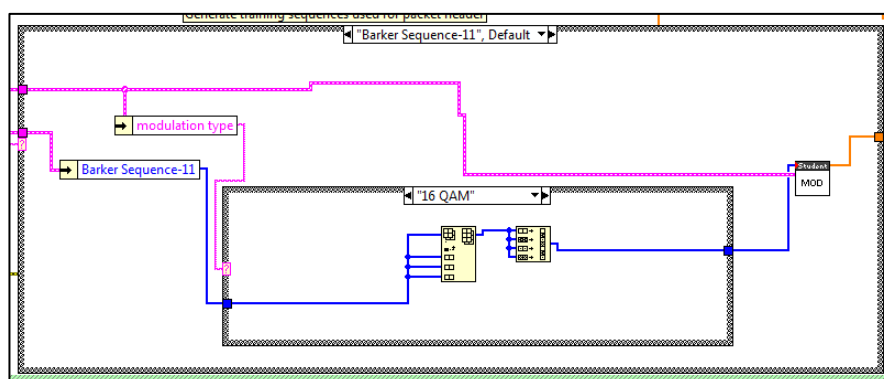 Generate training sequences used for packet header
"Barker Sequence-11", Default
modulation type
Barker Sequence-11
"16 QAM"
Student
MOD